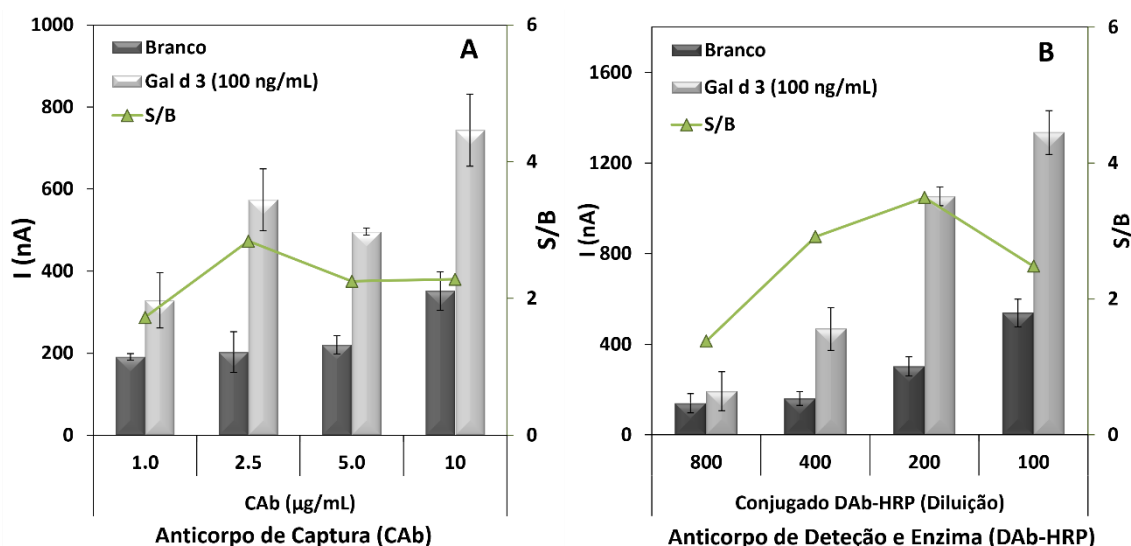 A
Branco
Gal d 3 (100 ng/mL)
S/B
1000
800
600
400
200
0
I (nA)
6
4
2
0
S/B
1.0 2.5 5.0 10
CAb (µg/mL)
Anticorpo de Captura (CAb)
B
Branco
Gal d 3 (100 ng/mL)
S/B
1600
1200
800
400
0
I (nA)
6
4
2
0
S/B
800 400 200 100
Conjugado DAb-HRP (Diluição)
Anticorpo de Deteção e Enzima (DAb-HRP)